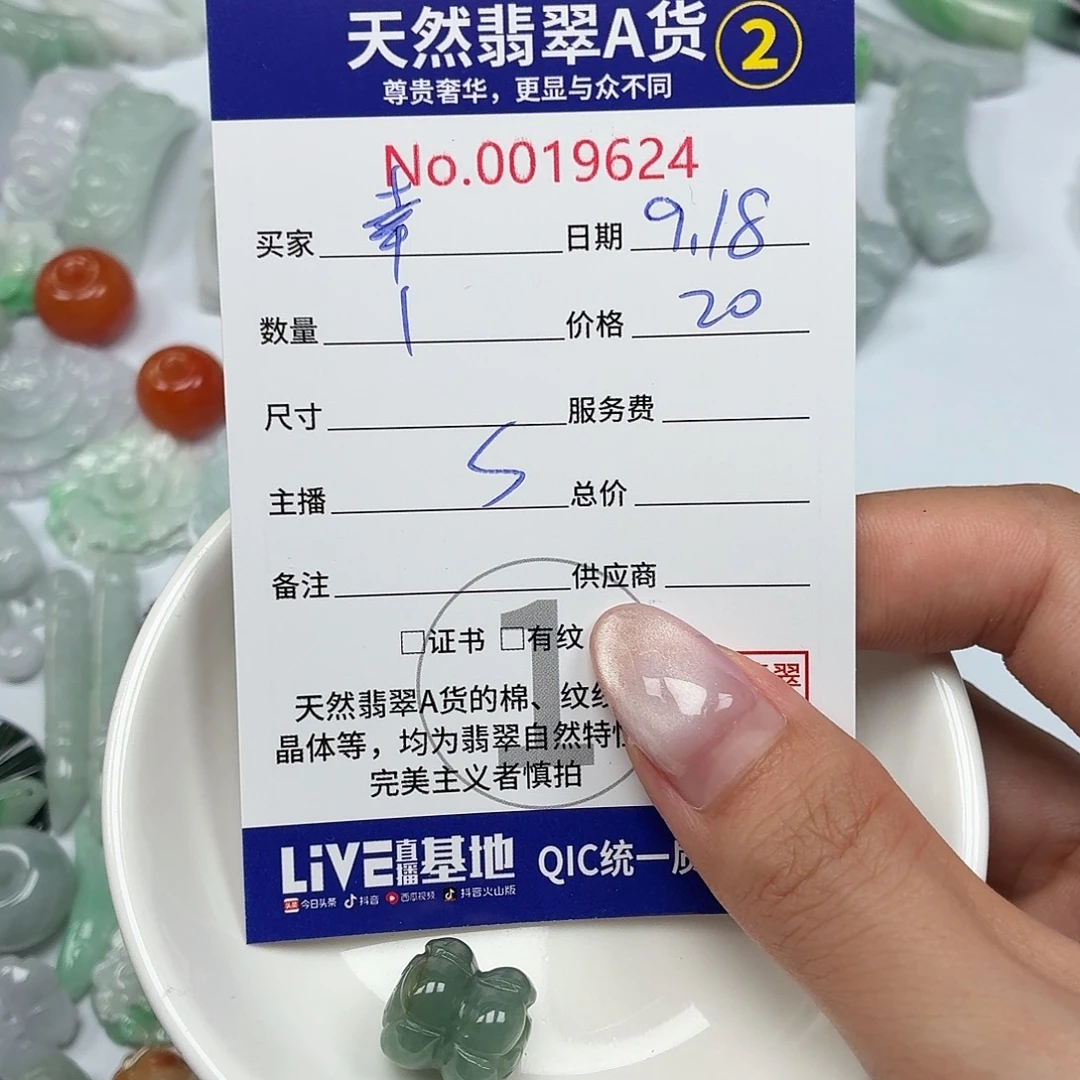 天然翡翠A货 2
尊贵奢华，更显与众不同
No.0019624
买家 幸 日期 9.18
数量 1 价格 20
尺寸 服务费
主播 5 总价
备注 供应商
1
□证书 □有纹
翠
天然翡翠A货的棉、纹
晶体等，均为翡翠自然特性
完美主义者慎拍
LiVE直播基地 QIC统一质
今日头条 抖音 西瓜视频 抖音火山版